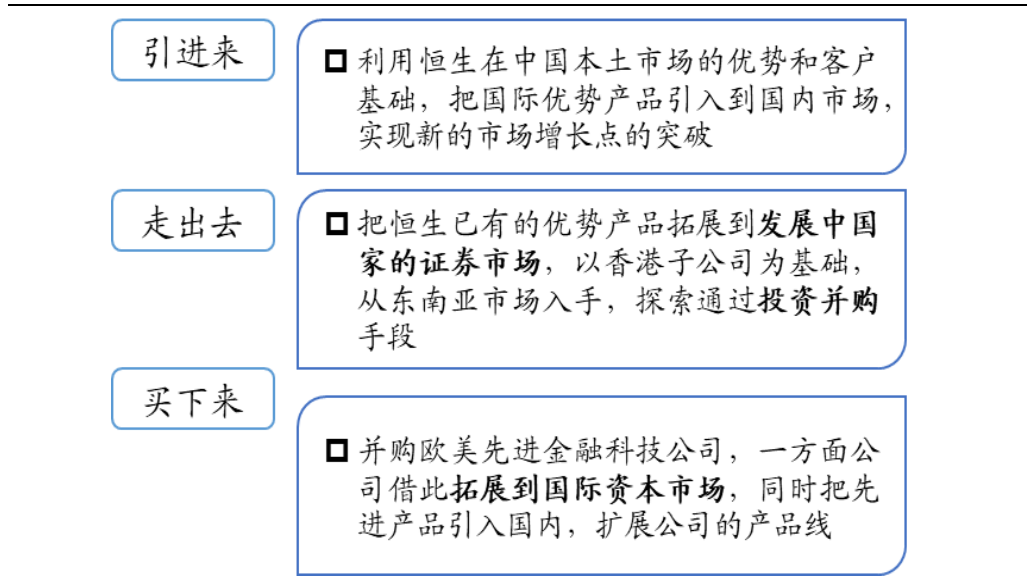 引进来
利用恒生在中国本土市场的优势和客户
基础，把国际优势产品引入到国内市场，
实现新的市场增长点的突破
走出去
把恒生已有的优势产品拓展到发展中国
家的证券市场，以香港子公司为基础，
从东南亚市场入手，探索通过投资并购
手段
买下来
并购欧美先进金融科技公司，一方面公
司借此拓展到国际资本市场，同时把先
进产品引入国内，扩展公司的产品线